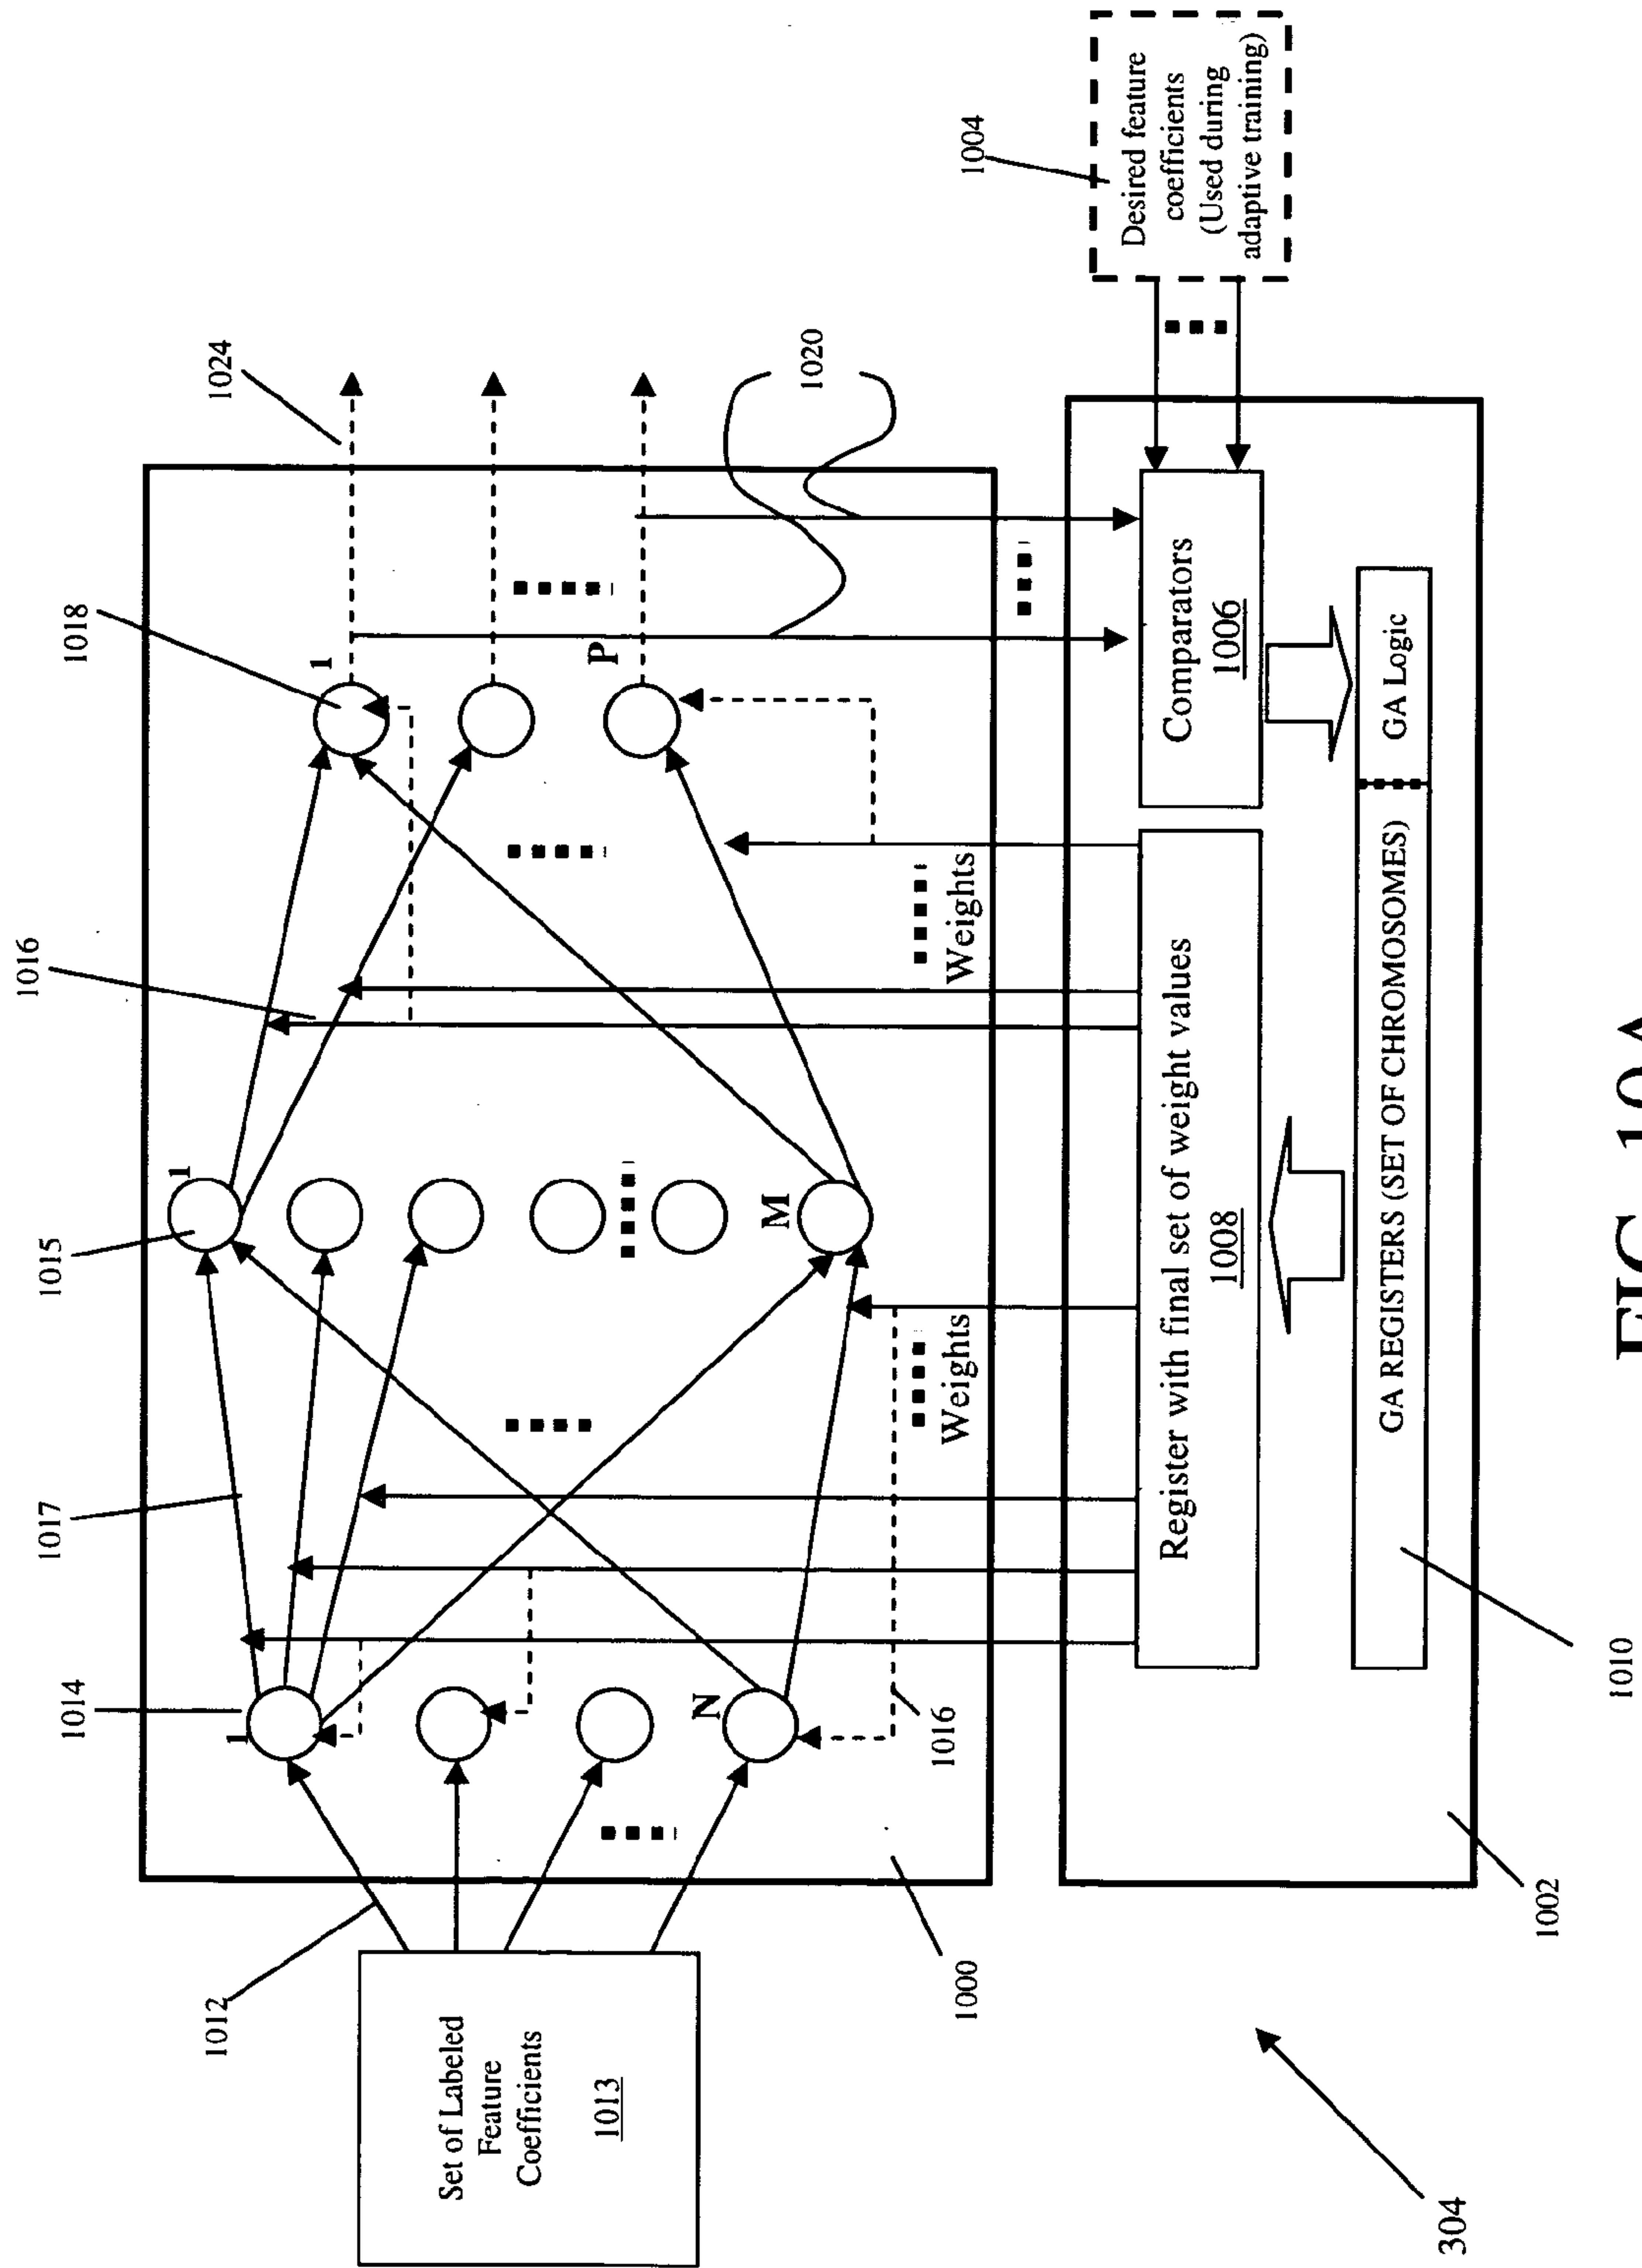 1012
1013
Set of Labeled
Feature
Coefficients
1013
1014
1
N
1017
1015
1
M
1016
1016
1018
1
P
1024
1020
Weights
Weights
1000
Register with final set of weight values
1008
Comparators
1006
GA REGISTERS (SET OF CHROMOSOMES)
GA Logic
1010
1002
1004
Desired feature
coefficients
(Used during
adaptive training)
304
FIG. 10A